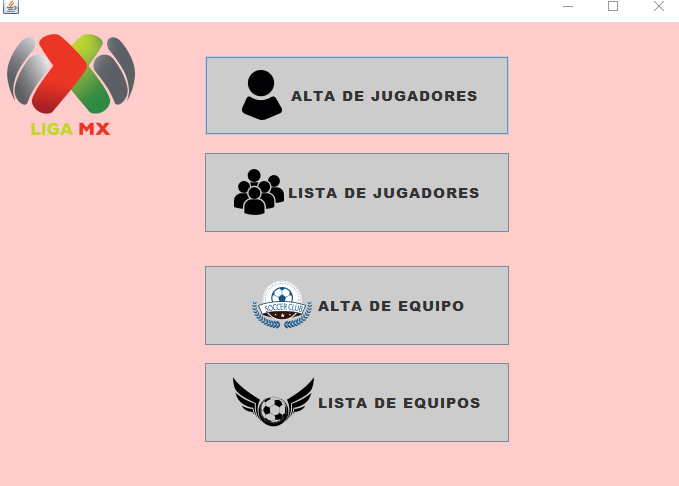 LIGA MX
ALTA DE JUGADORES
LISTA DE JUGADORES
SOCCER CLUB
ALTA DE EQUIPO
LISTA DE EQUIPOS